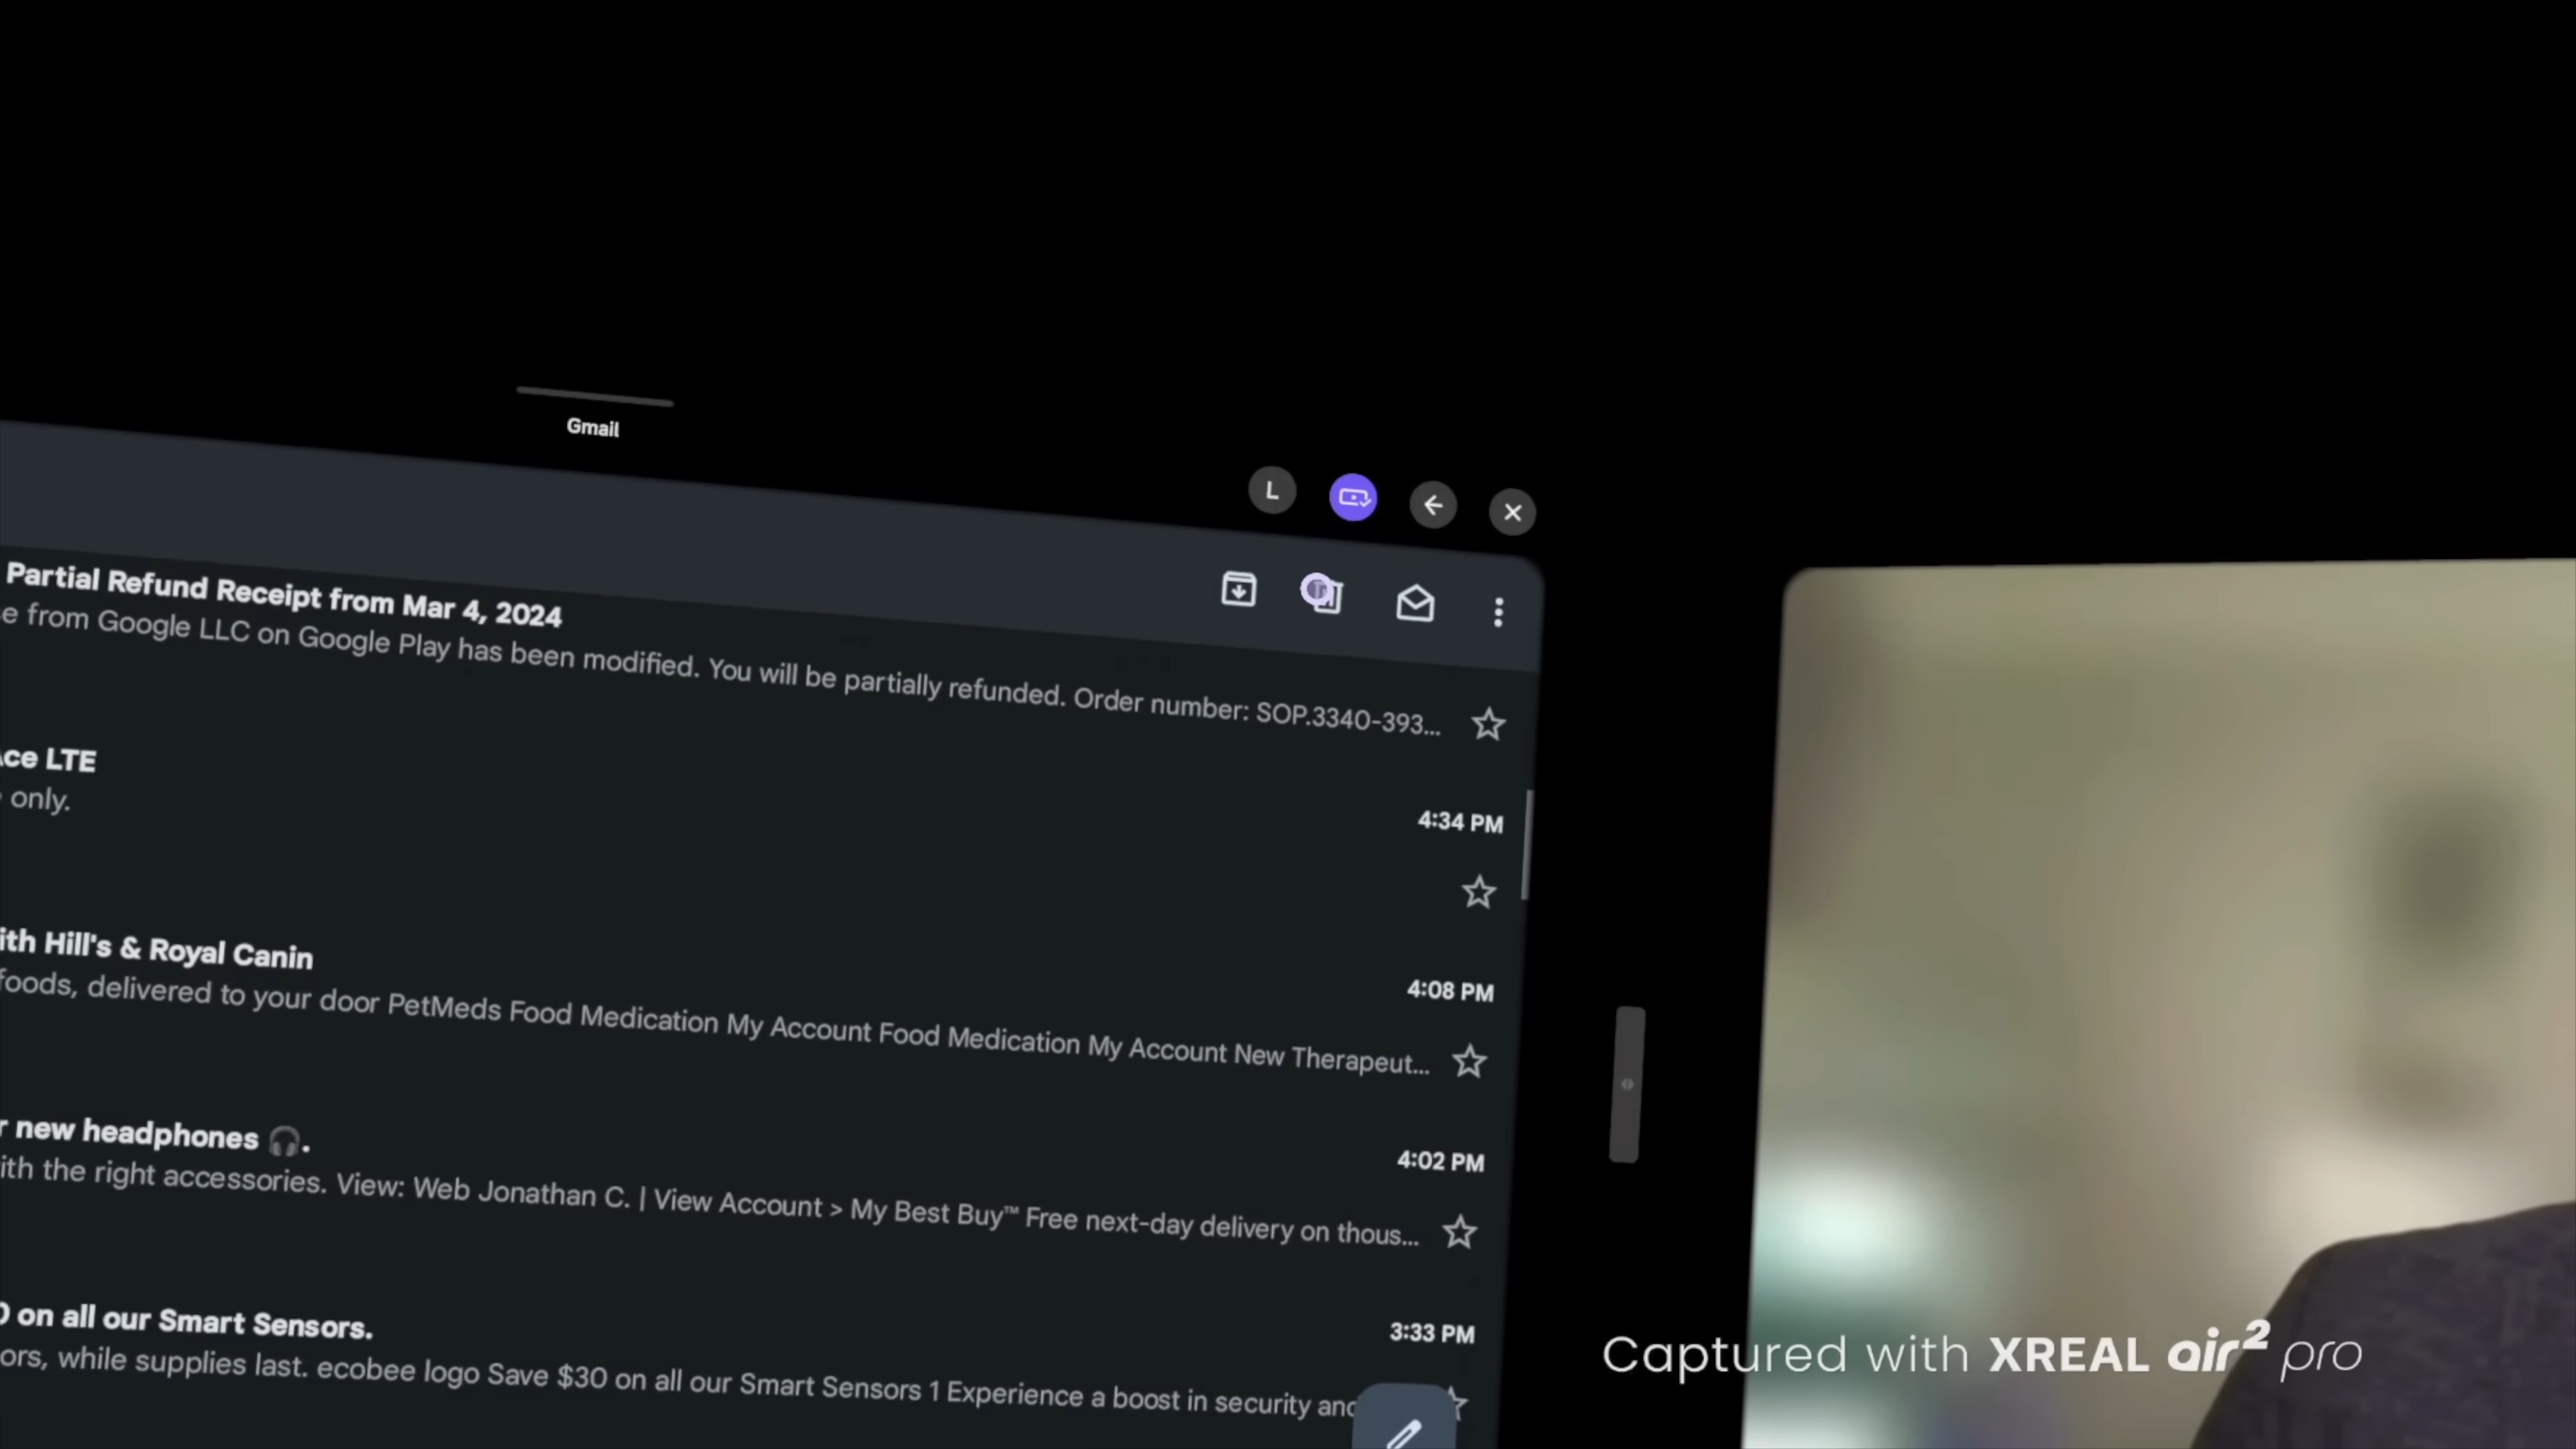 Gmail
L
Partial Refund Receipt from Mar 4, 2024
from Google LLC on Google Play has been modified. You will be partially refunded. Order number: SOP.3340-393...
LTE
4:34 PM
only.
Hill's & Royal Canin
4:08 PM
foods, delivered to your door PetMeds Food Medication My Account Food Medication My Account New Therapeut...
new headphones 🎧.
4:02 PM
with the right accessories. View: Web Jonathan C. | View Account > My Best Buy™ Free next-day delivery on thous...
on all our Smart Sensors.
3:33 PM
while supplies last. ecobee logo Save $30 on all our Smart Sensors 1 Experience a boost in security and
Captured with XREAL air² pro